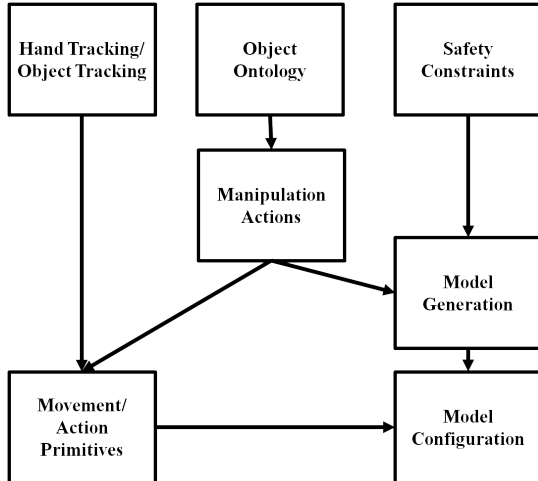 Hand Tracking/
Object Tracking
Object
Ontology
Safety
Constraints
Manipulation
Actions
Model
Generation
Movement/
Action
Primitives
Model
Configuration